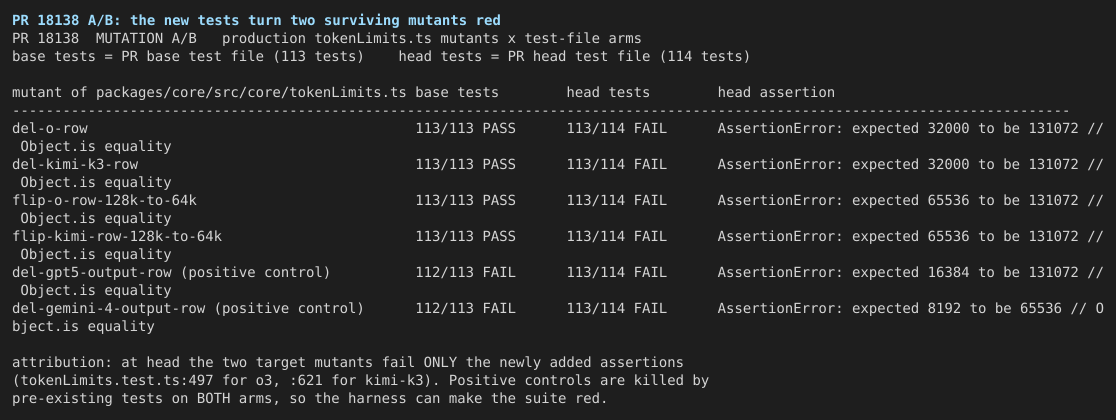 PR 18138 A/B: the new tests turn two surviving mutants red
PR 18138  MUTATION A/B   production tokenLimits.ts mutants x test-file arms
base tests = PR base test file (113 tests)    head tests = PR head test file (114 tests)
mutant of packages/core/src/core/tokenLimits.ts base tests        head tests        head assertion
------------------------------------------------------------------------------------------------------------------------------
del-o-row                                       113/113 PASS      113/114 FAIL      AssertionError: expected 32000 to be 131072 //
 Object.is equality
del-kimi-k3-row                                 113/113 PASS      113/114 FAIL      AssertionError: expected 32000 to be 131072 //
 Object.is equality
flip-o-row-128k-to-64k                          113/113 PASS      113/114 FAIL      AssertionError: expected 65536 to be 131072 //
 Object.is equality
flip-kimi-row-128k-to-64k                       113/113 PASS      113/114 FAIL      AssertionError: expected 65536 to be 131072 //
 Object.is equality
del-gpt5-output-row (positive control)          112/113 FAIL      113/114 FAIL      AssertionError: expected 16384 to be 131072 //
 Object.is equality
del-gemini-4-output-row (positive control)      112/113 FAIL      113/114 FAIL      AssertionError: expected 8192 to be 65536 // O
bject.is equality
attribution: at head the two target mutants fail ONLY the newly added assertions
(tokenLimits.test.ts:497 for o3, :621 for kimi-k3). Positive controls are killed by
pre-existing tests on BOTH arms, so the harness can make the suite red.